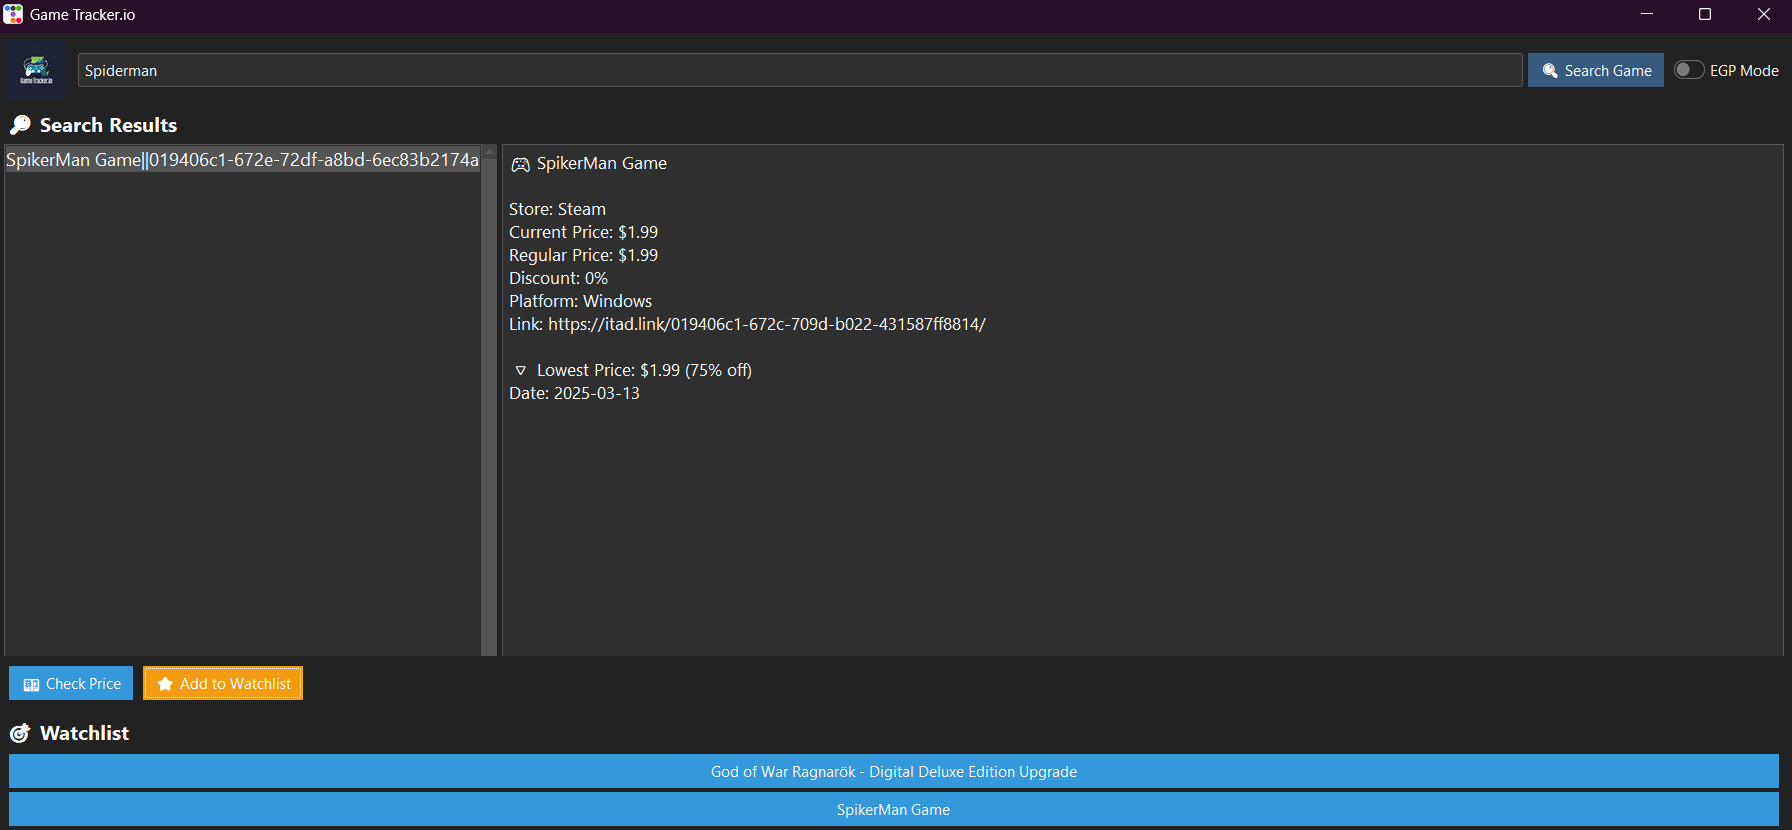 Game Tracker.io
Game Tracker.io
Spiderman
Search Game
EGP Mode
Search Results
SpikerMan Game||019406c1-672e-72df-a8bd-6ec83b2174a
SpikerMan Game
Store: Steam
Current Price: $1.99
Regular Price: $1.99
Discount: 0%
Platform: Windows
Link: https://itad.link/019406c1-672c-709d-b022-431587ff8814/
Lowest Price: $1.99 (75% off)
Date: 2025-03-13
Check Price
Add to Watchlist
Watchlist
God of War Ragnarök - Digital Deluxe Edition Upgrade
SpikerMan Game